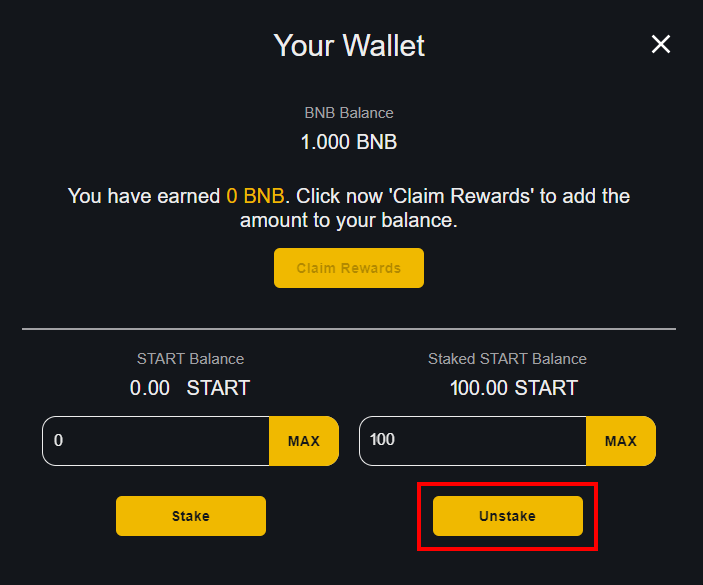 Your Wallet
BNB Balance
1.000 BNB
You have earned 0 BNB. Click now 'Claim Rewards' to add the
amount to your balance.
Claim Rewards
START Balance
0.00 START
0
MAX
Stake
Staked START Balance
100.00 START
100
MAX
Unstake